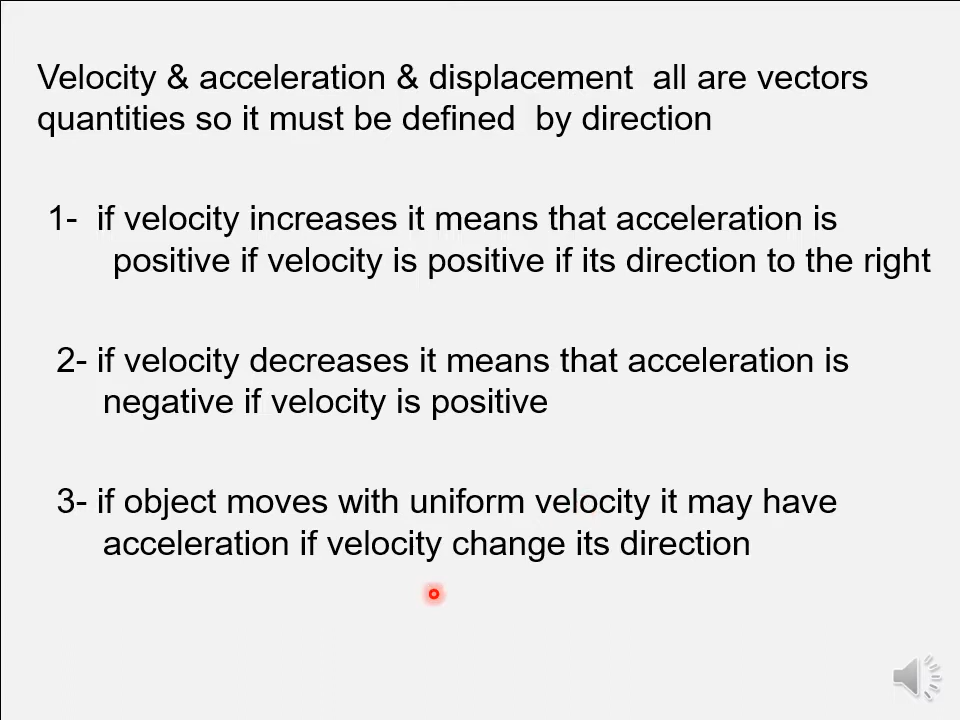 Velocity & acceleration & displacement  all are vectors
quantities so it must be defined  by direction
1-  if velocity increases it means that acceleration is
positive if velocity is positive if its direction to the right
2- if velocity decreases it means that acceleration is
negative if velocity is positive
3- if object moves with uniform velocity it may have
acceleration if velocity change its direction